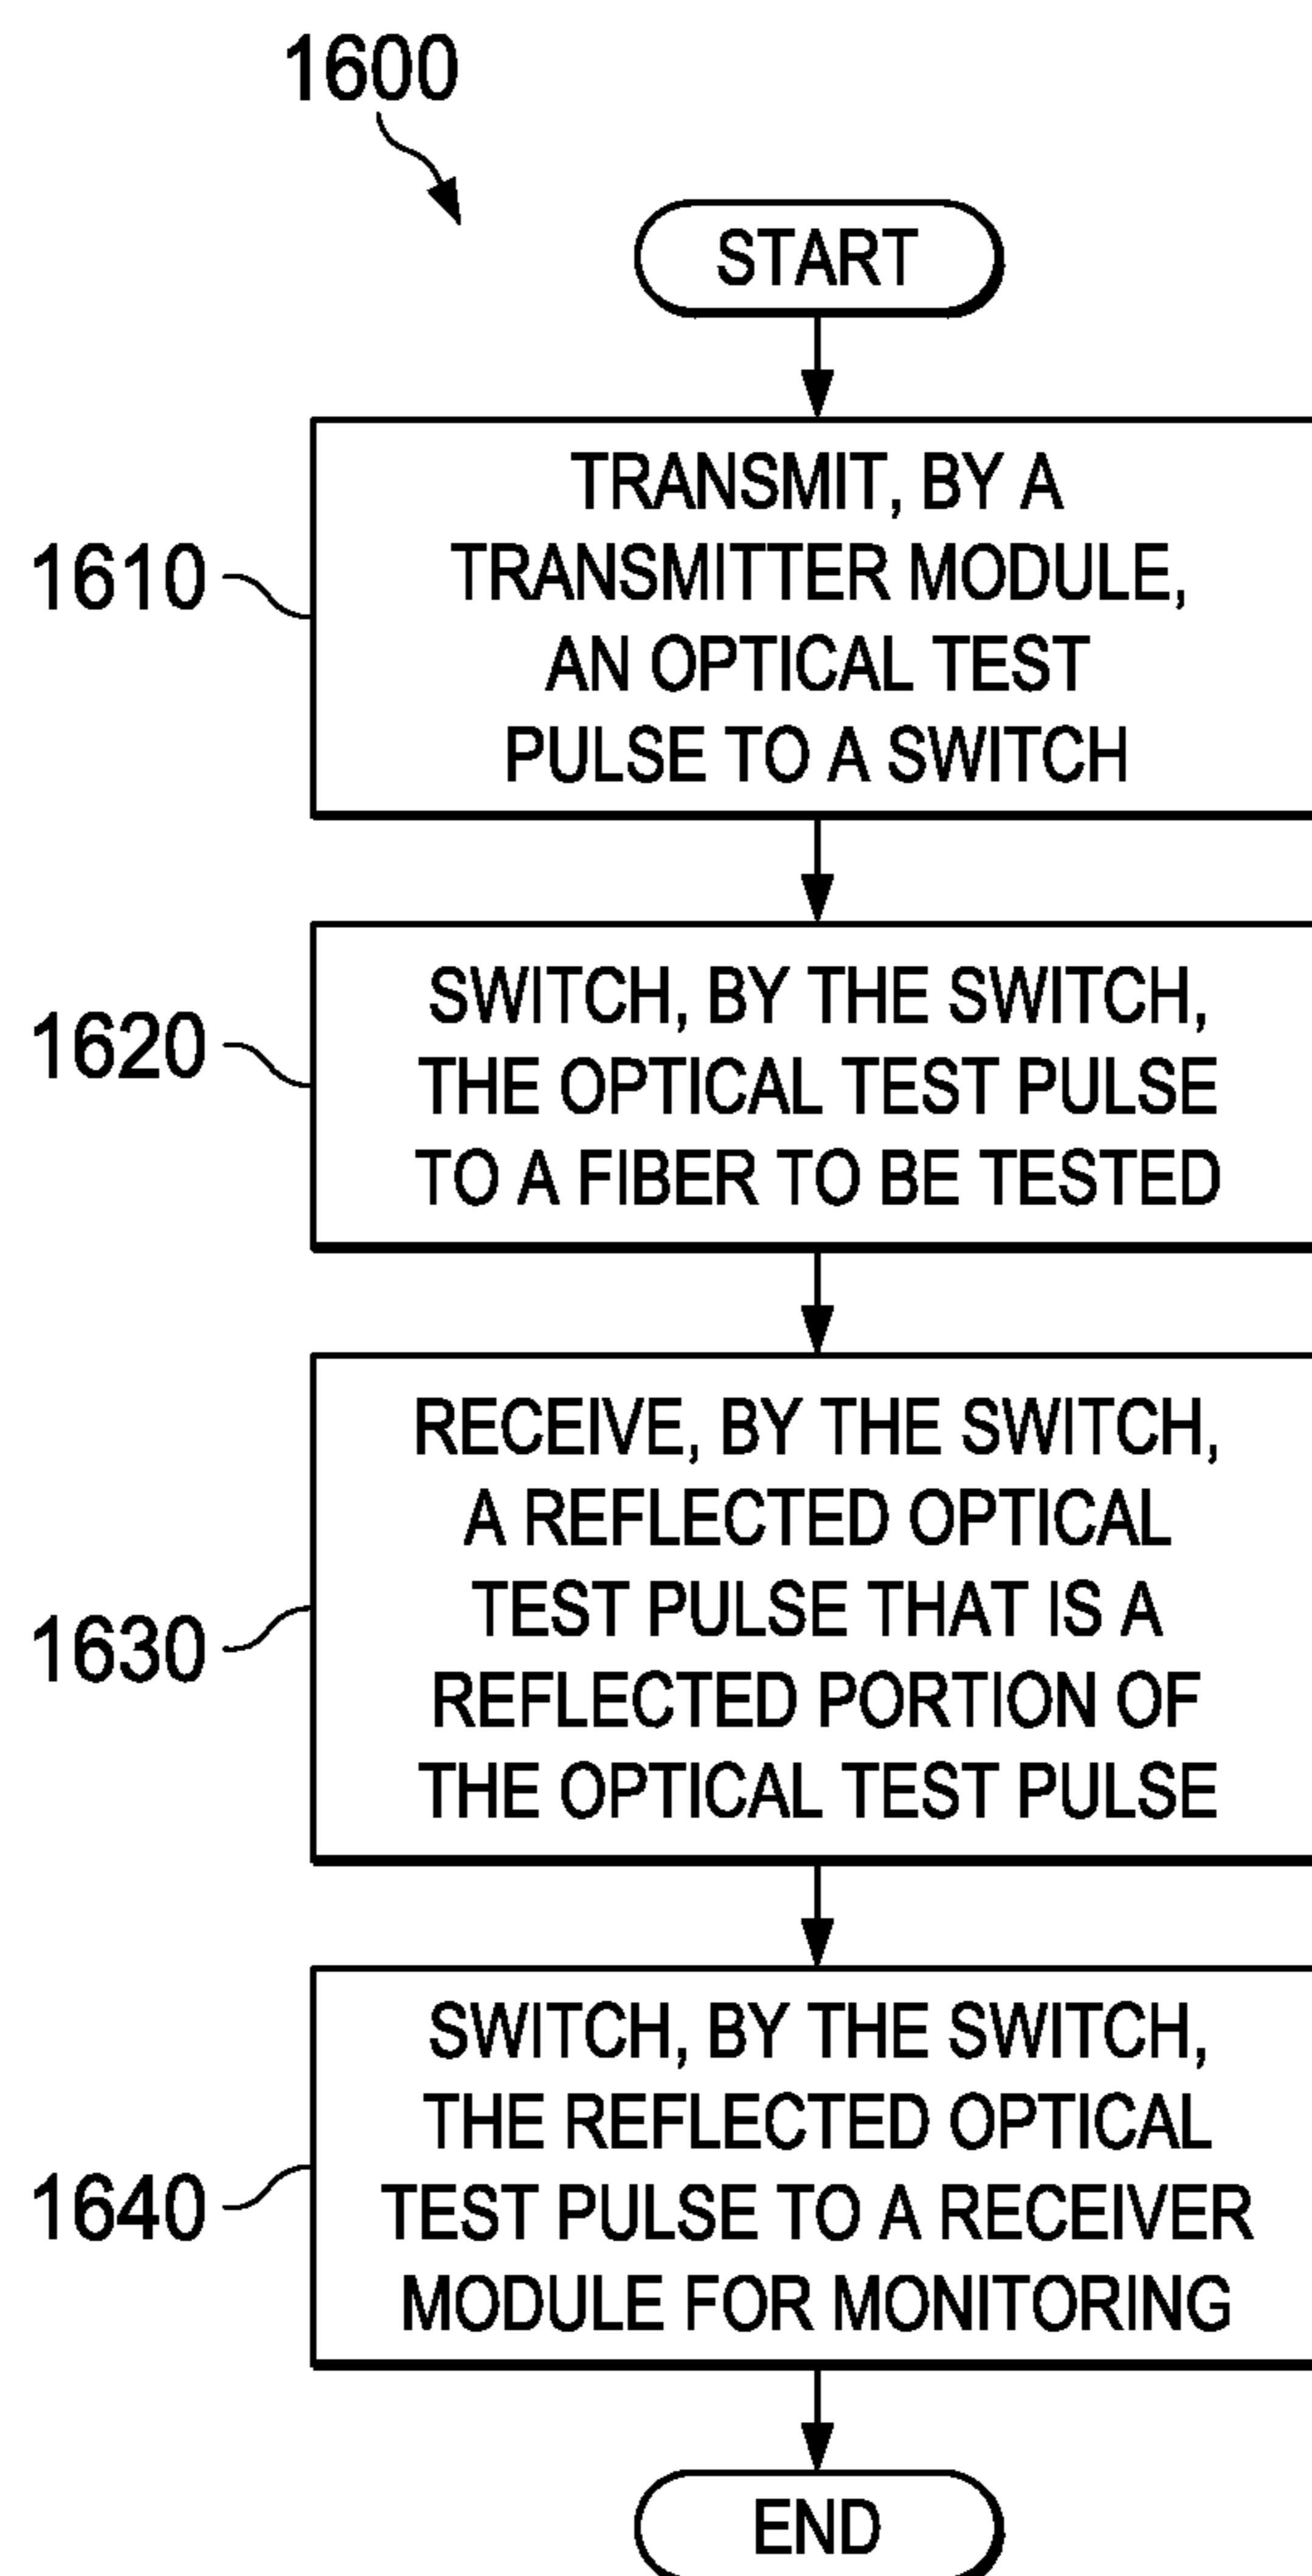 1600
START
1610
TRANSMIT, BY A
TRANSMITTER MODULE,
AN OPTICAL TEST
PULSE TO A SWITCH
1620
SWITCH, BY THE SWITCH,
THE OPTICAL TEST PULSE
TO A FIBER TO BE TESTED
1630
RECEIVE, BY THE SWITCH,
A REFLECTED OPTICAL
TEST PULSE THAT IS A
REFLECTED PORTION OF
THE OPTICAL TEST PULSE
1640
SWITCH, BY THE SWITCH,
THE REFLECTED OPTICAL
TEST PULSE TO A RECEIVER
MODULE FOR MONITORING
END